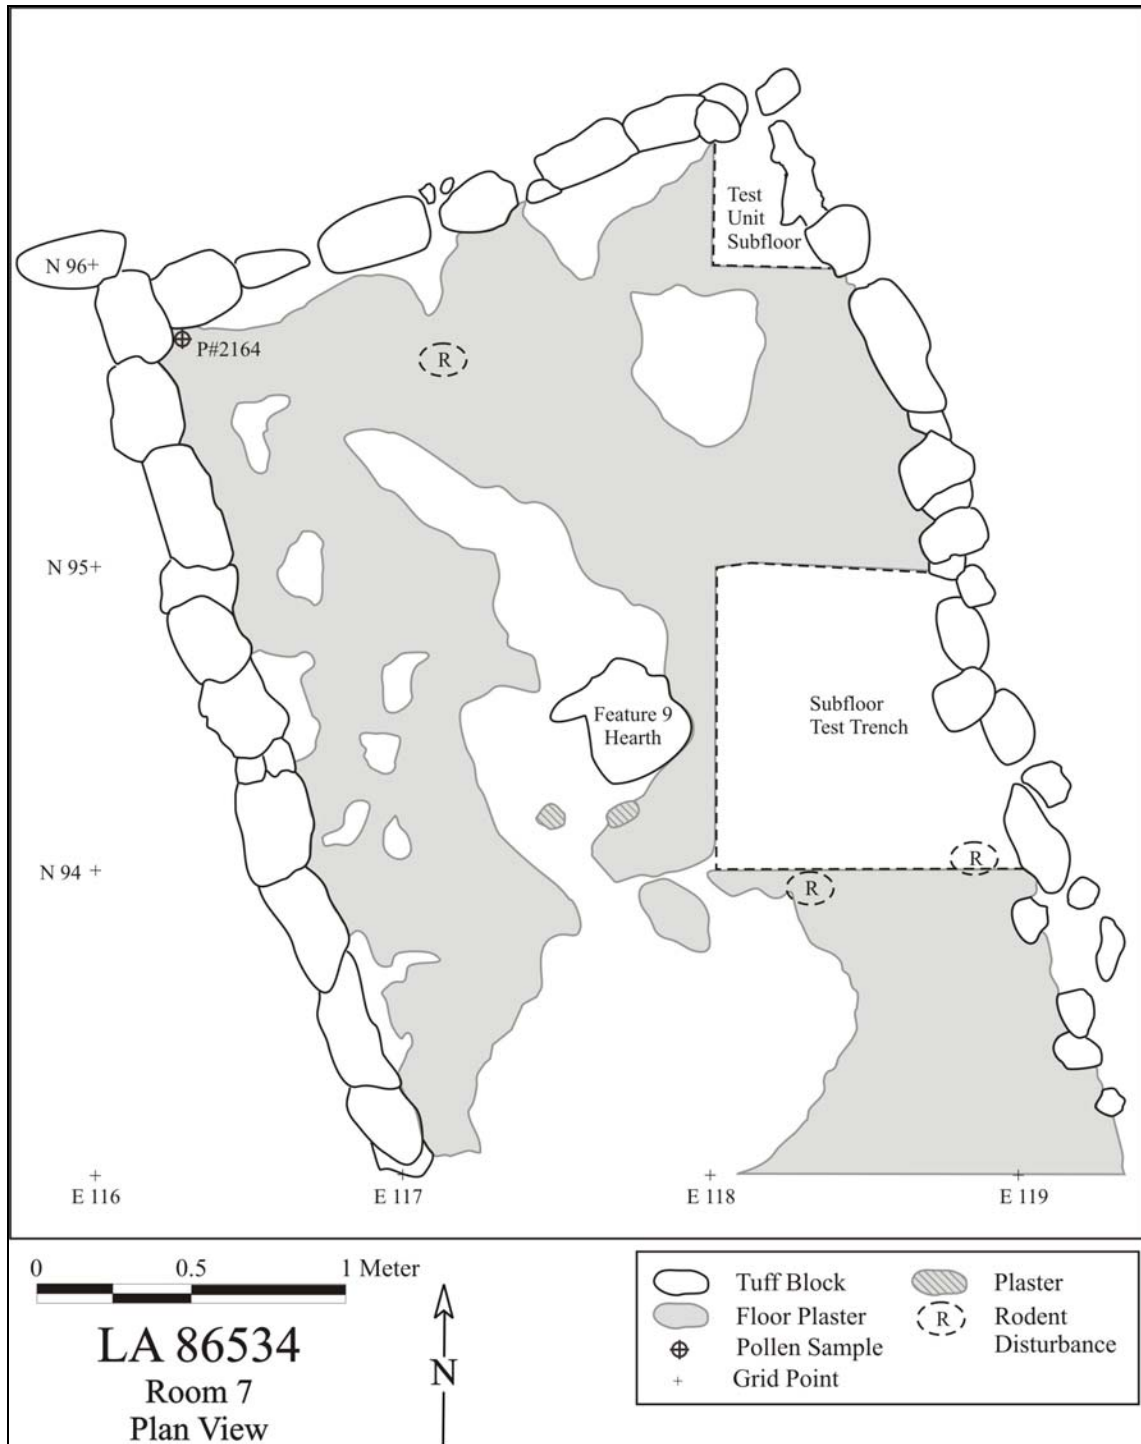 Test
Unit
Subfloor
N 96+
P#2164
R
N 95+
Feature 9
Hearth
Subfloor
Test Trench
R
N 94 +
R
+ + + +
E 116 E 117 E 118 E 119
0 0.5 1 Meter
LA 86534
Room 7
Plan View
N
Tuff Block
Floor Plaster
Pollen Sample
+ Grid Point
Plaster
R Rodent
Disturbance